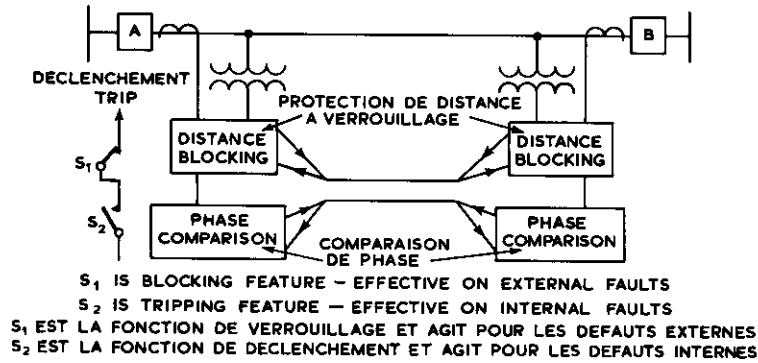 A
B
DECLENCHEMENT
TRIP
PROTECTION DE DISTANCE
A VERROUILLAGE
DISTANCE
BLOCKING
DISTANCE
BLOCKING
S1
S2
PHASE
COMPARISON
COMPARAISON
DE PHASE
PHASE
COMPARISON
S1 IS BLOCKING FEATURE – EFFECTIVE ON EXTERNAL FAULTS
S2 IS TRIPPING FEATURE – EFFECTIVE ON INTERNAL FAULTS
S1 EST LA FONCTION DE VERROUILLAGE ET AGIT POUR LES DEFAUTS EXTERNES
S2 EST LA FONCTION DE DECLENCHEMENT ET AGIT POUR LES DEFAUTS INTERNES